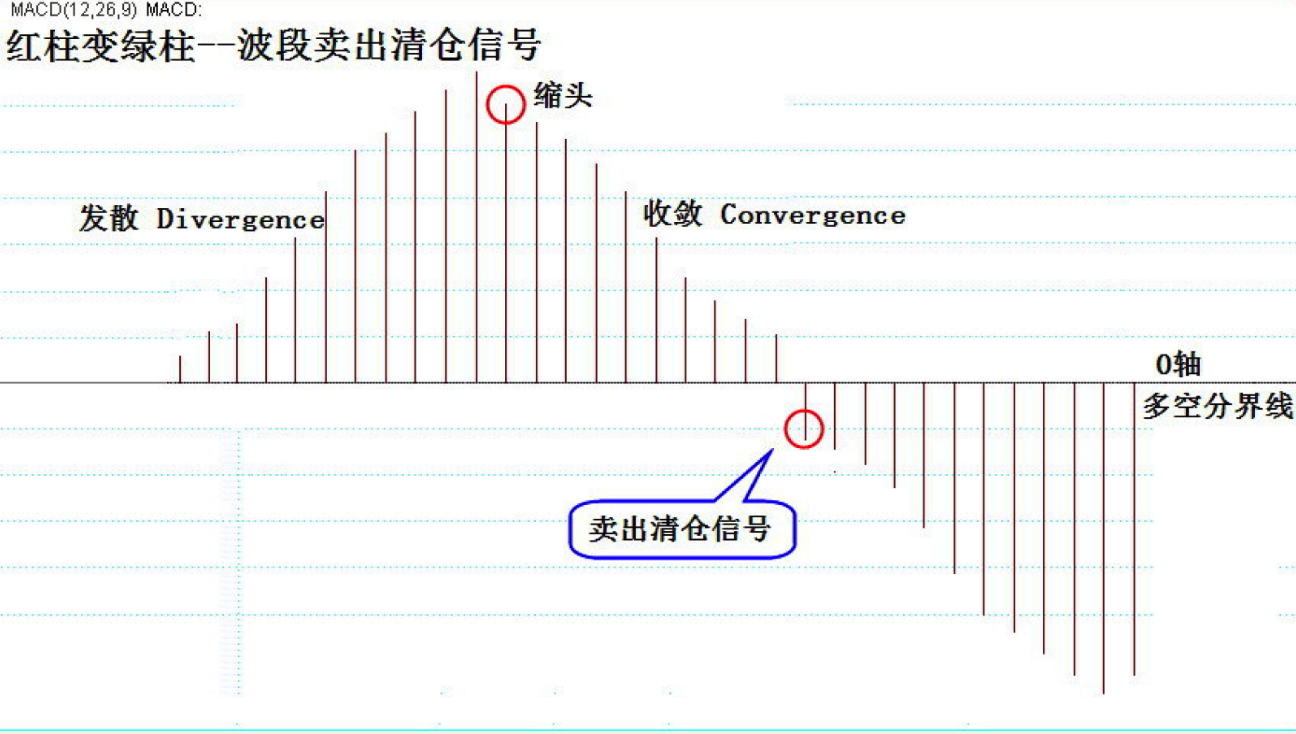 MACD(12,26,9) MACD:
红柱变绿柱--波段卖出清仓信号
缩头
发散 Divergence
收敛 Convergence
0轴
多空分界线
卖出清仓信号